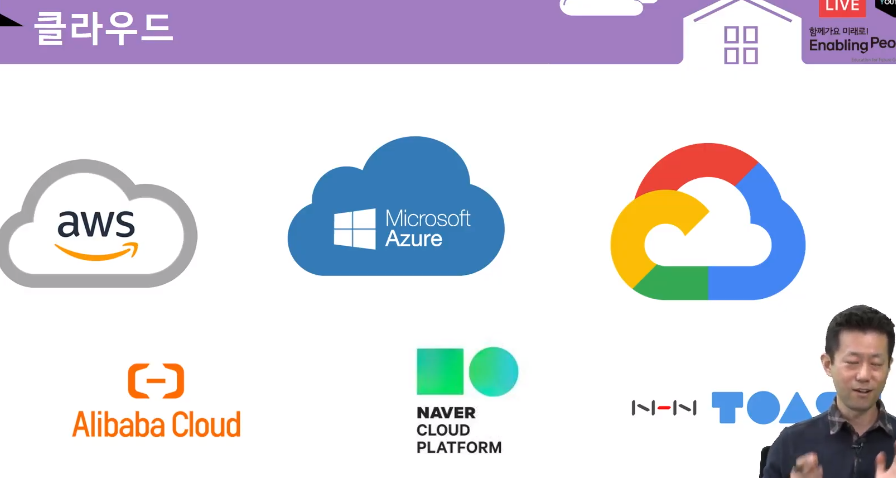 클라우드
LIVE
함께가요 미래로!
Enabling Peo
aws
Microsoft
Azure
Alibaba Cloud
NAVER
CLOUD
PLATFORM
NHN TOAS